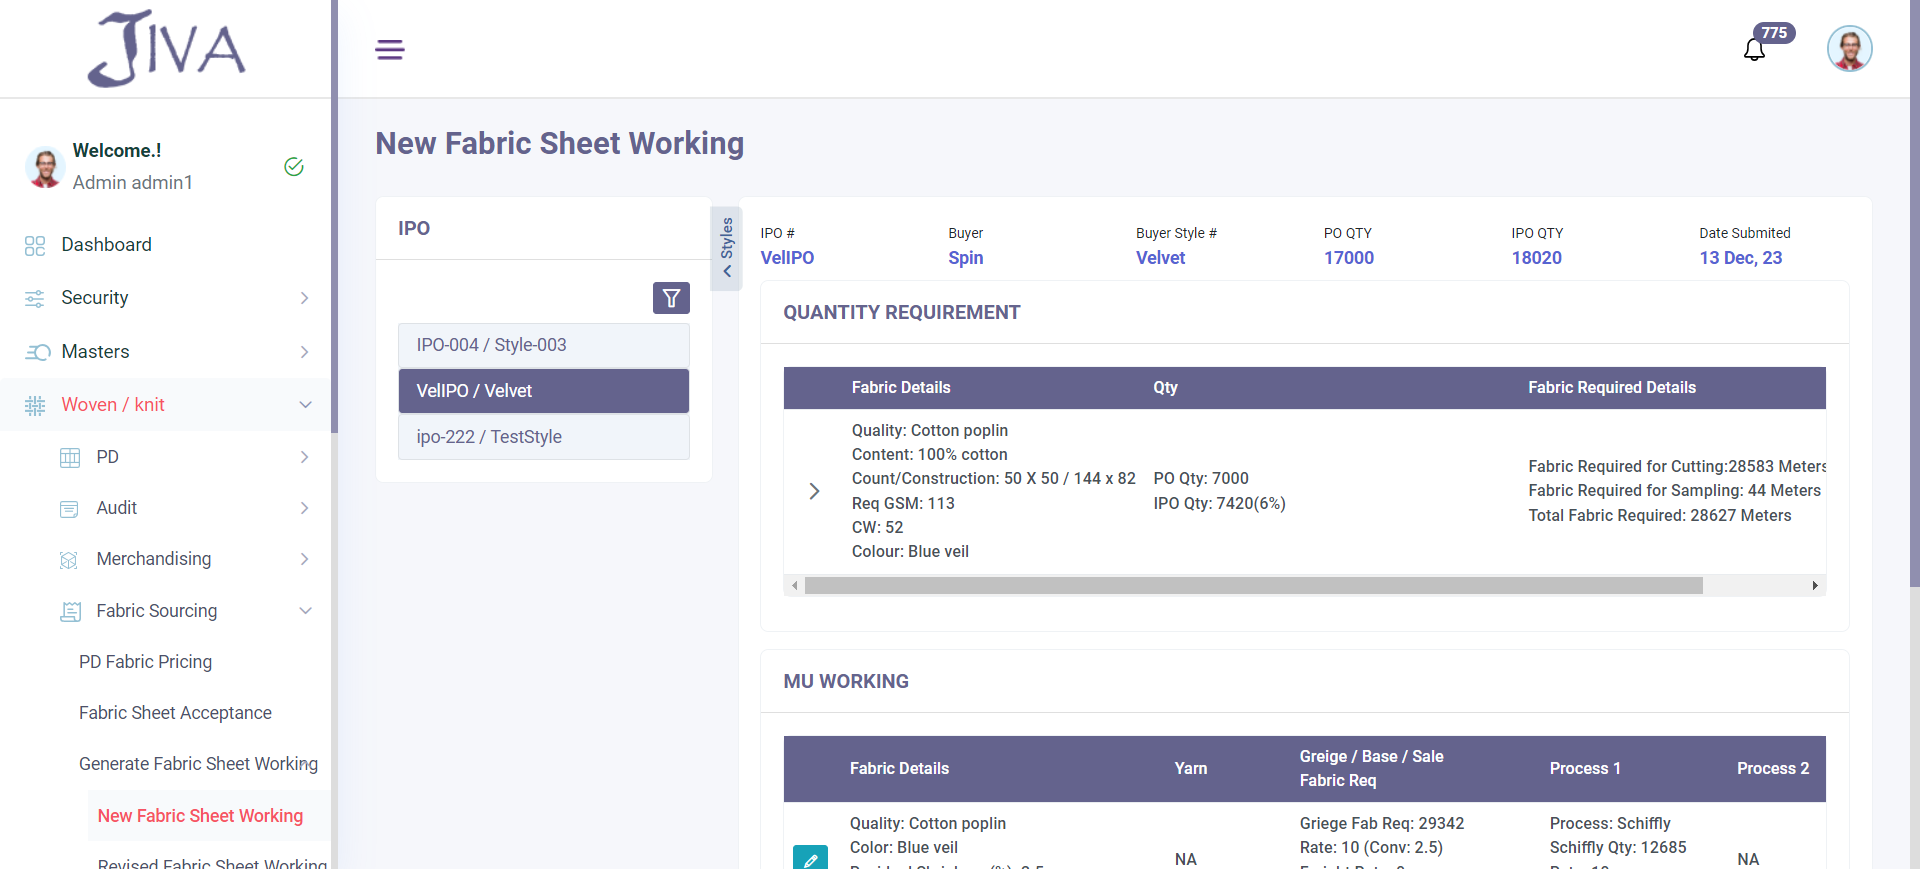 JIVA
775
Welcome.!
Admin admin1
Dashboard
Security
Masters
Woven / knit
PD
Audit
Merchandising
Fabric Sourcing
PD Fabric Pricing
Fabric Sheet Acceptance
Generate Fabric Sheet Working
New Fabric Sheet Working
Revised Fabric Sheet Working
New Fabric Sheet Working
IPO
IPO-004 / Style-003
VelIPO / Velvet
ipo-222 / TestStyle
Styles
IPO #
VelIPO
Buyer
Spin
Buyer Style #
Velvet
PO QTY
17000
IPO QTY
18020
Date Submited
13 Dec, 23
QUANTITY REQUIREMENT
Fabric Details
Qty
Fabric Required Details
Quality: Cotton poplin
Content: 100% cotton
Count/Construction: 50 X 50 / 144 x 82
Req GSM: 113
CW: 52
Colour: Blue veil
PO Qty: 7000
IPO Qty: 7420(6%)
Fabric Required for Cutting:28583 Meters
Fabric Required for Sampling: 44 Meters
Total Fabric Required: 28627 Meters
MU WORKING
Fabric Details
Yarn
Greige / Base / Sale
Fabric Req
Process 1
Process 2
Quality: Cotton poplin
Color: Blue veil
NA
Griege Fab Req: 29342
Rate: 10 (Conv: 2.5)
Process: Schiffly
Schiffly Qty: 12685
NA